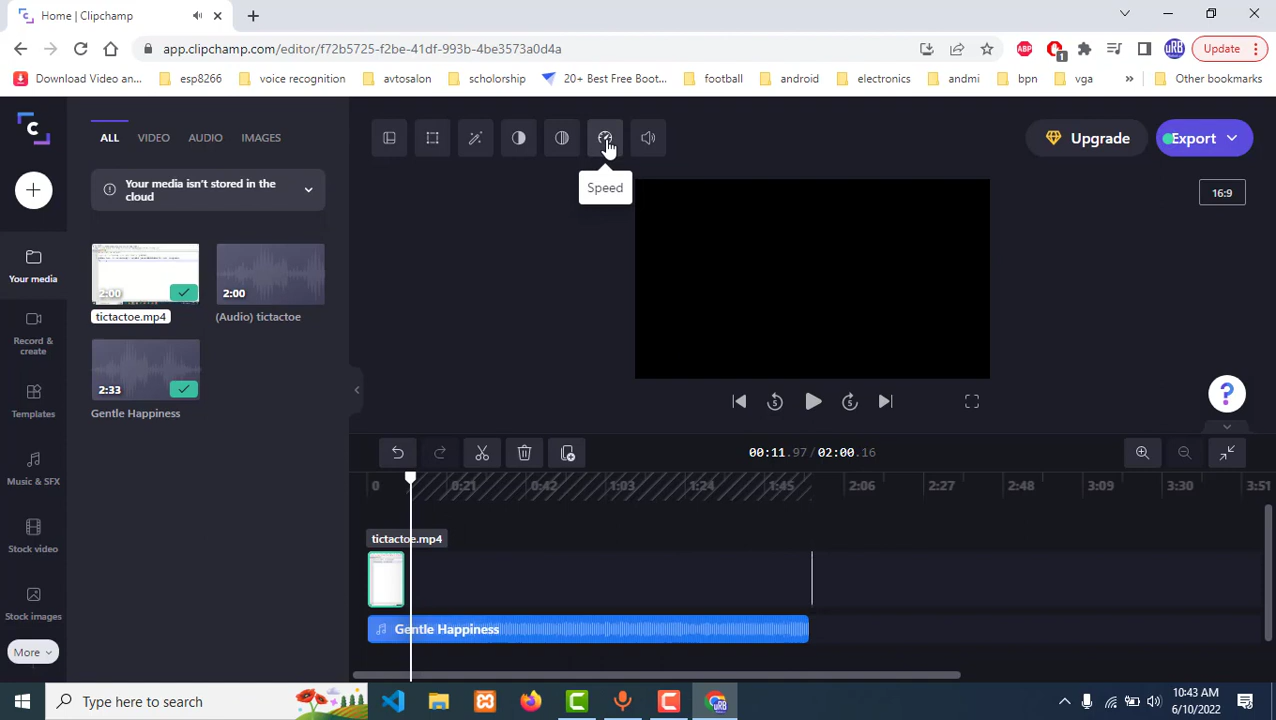 Home | Clipchamp
app.clipchamp.com/editor/f72b5725-f2be-41df-993b-4be3573a0d4a
ABP
1
Update
Download Video an...
esp8266
voice recognition
avtosalon
scholorship
20+ Best Free Boot...
football
android
electronics
andmi
bpn
vga
»
Other bookmarks
ALL
VIDEO
AUDIO
IMAGES
Upgrade
Export
Your media isn't stored in the
cloud
Speed
16:9
Your media
2:00
tictactoe.mp4
2:00
(Audio) tictactoe
Record &
create
2:33
Gentle Happiness
Templates
5
5
?
00:11.97 / 02:00.16
Music & SFX
0
0:21
0:42
1:03
1:24
1:45
2:06
2:27
2:48
3:09
3:30
3:51
Stock video
tictactoe.mp4
Stock images
Gentle Happiness
More
Type here to search
10:43 AM
6/10/2022